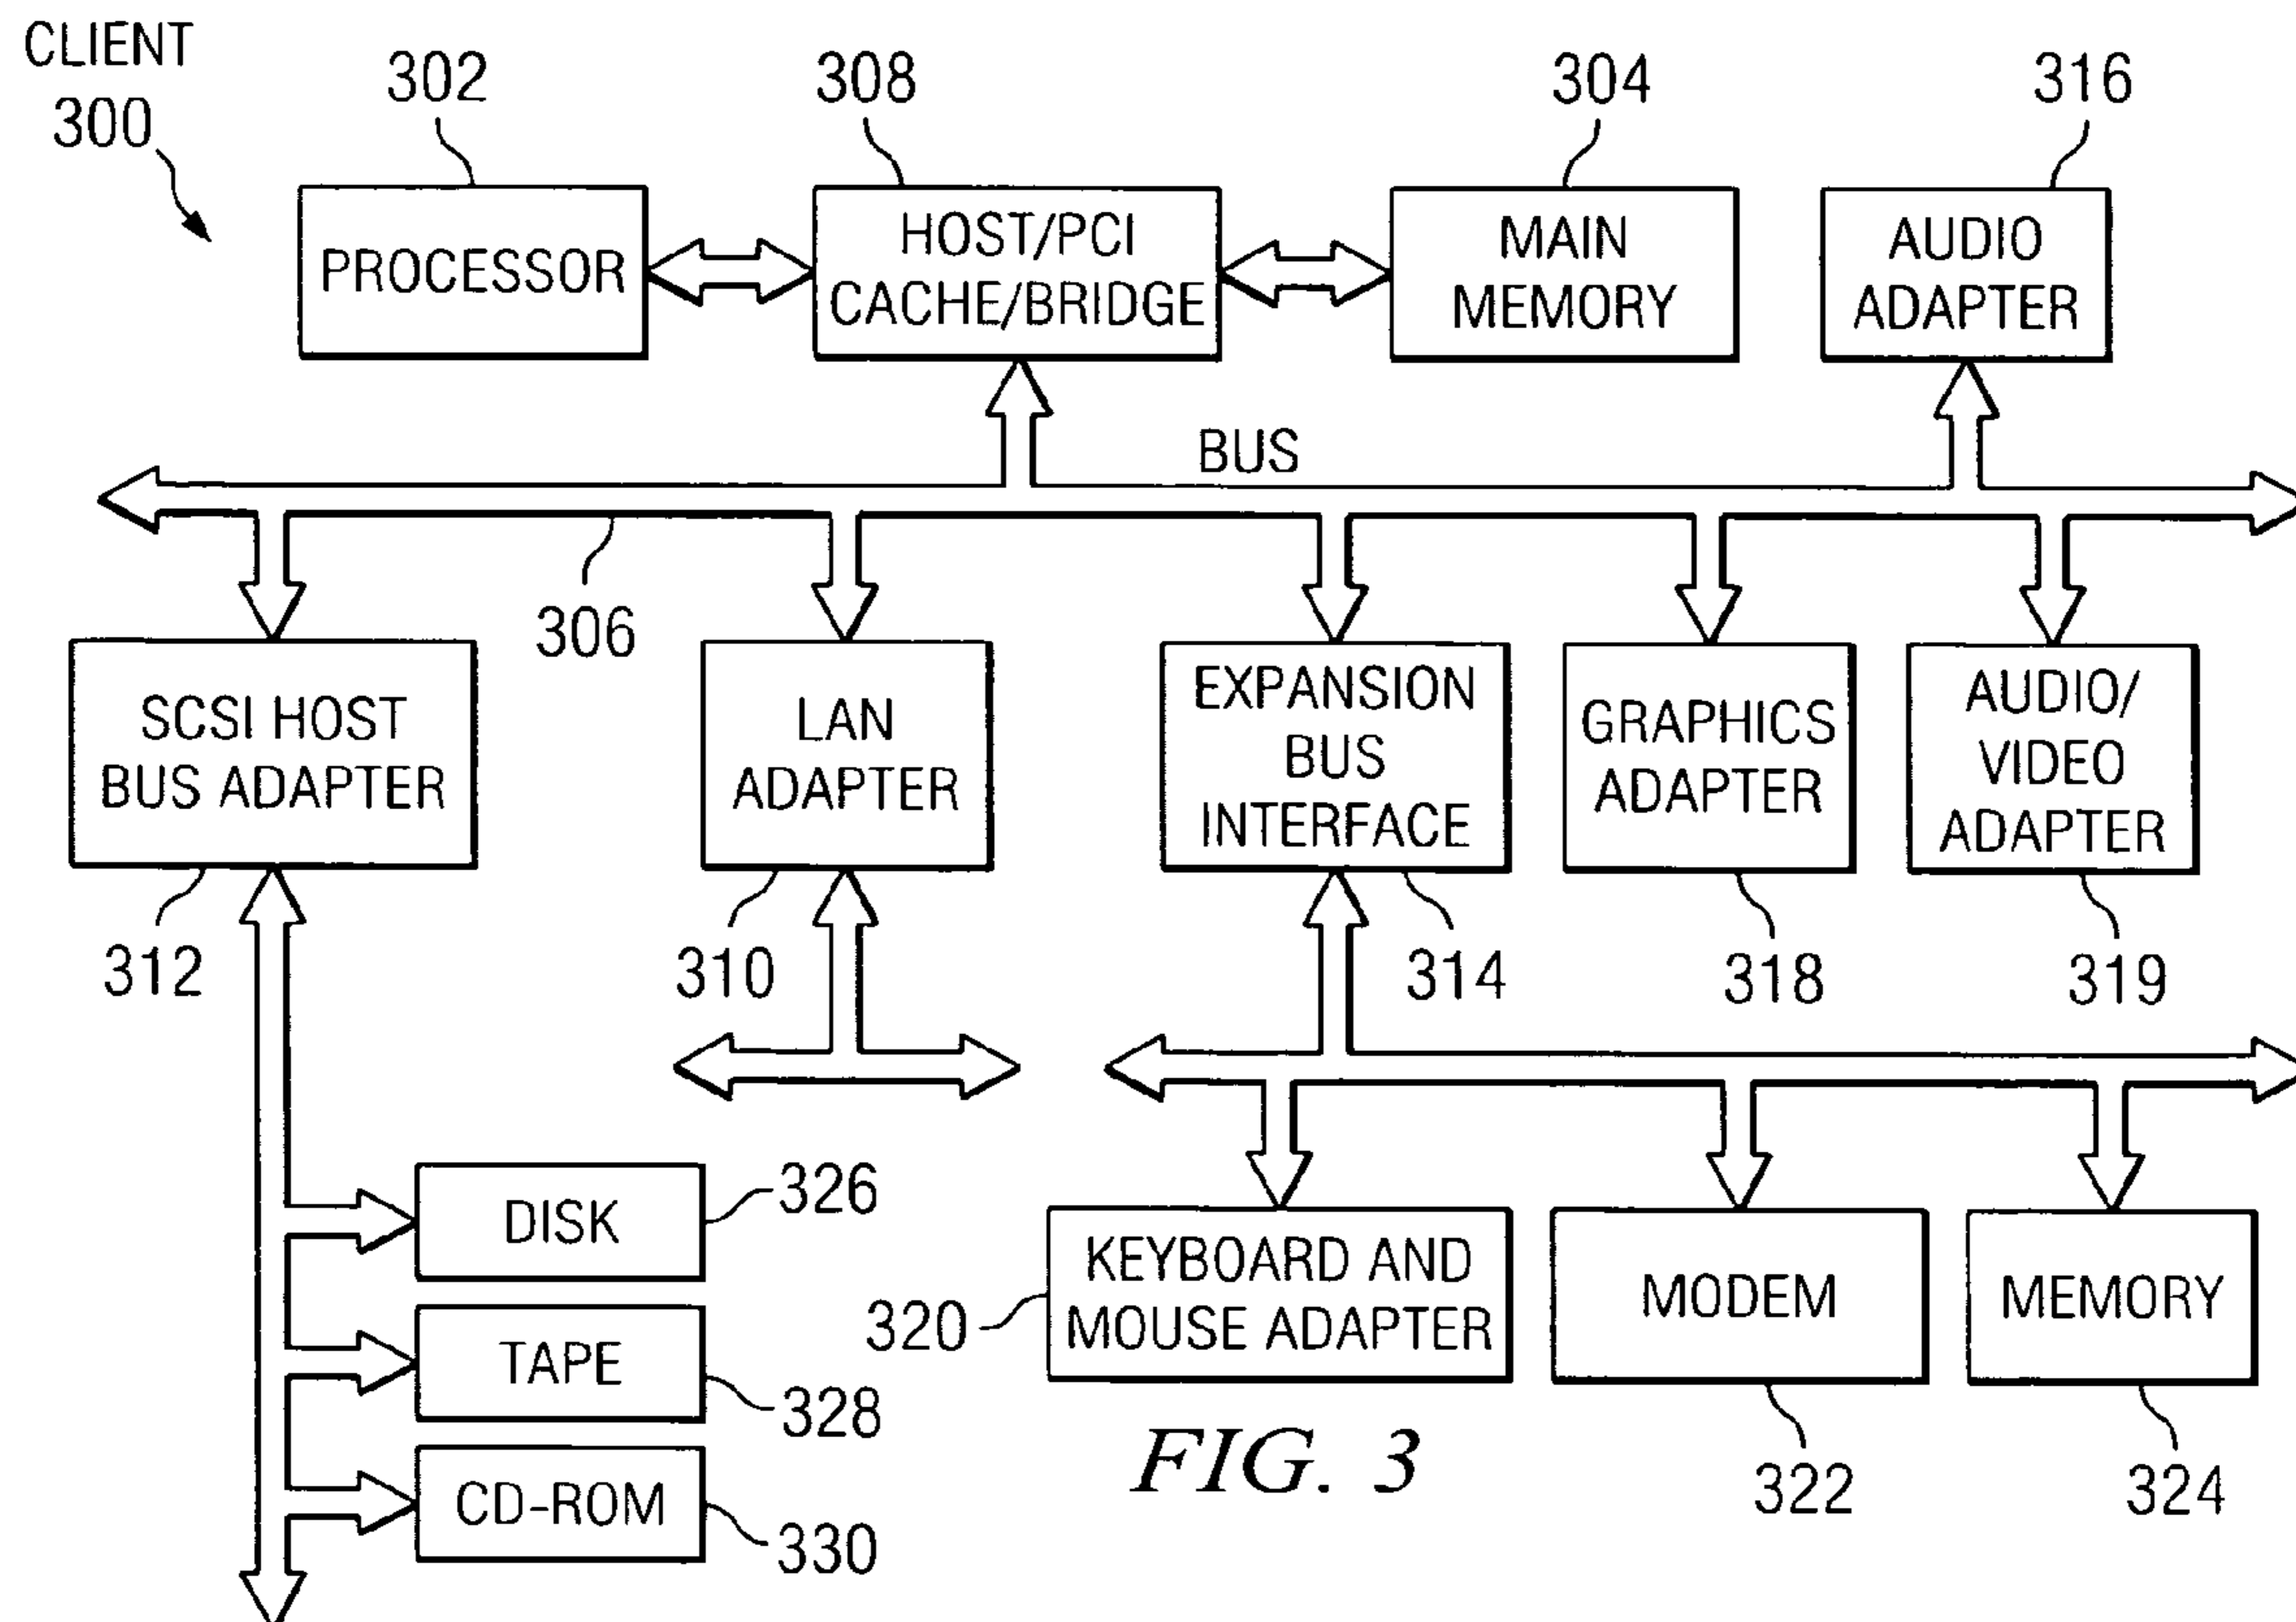 CLIENT
300
302
308
304
316
PROCESSOR
HOST/PCI
CACHE/BRIDGE
MAIN
MEMORY
AUDIO
ADAPTER
BUS
306
SCSI HOST
BUS ADAPTER
LAN
ADAPTER
EXPANSION
BUS
INTERFACE
GRAPHICS
ADAPTER
AUDIO/
VIDEO
ADAPTER
312
310
314
318
319
DISK
326
TAPE
328
CD-ROM
330
320
KEYBOARD AND
MOUSE ADAPTER
MODEM
MEMORY
322
324
FIG. 3